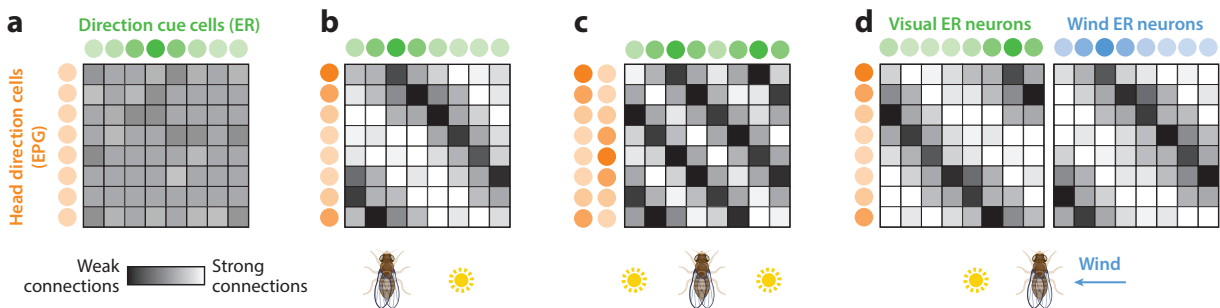 a
Direction cue cells (ER)
Head direction cells
(EPG)
Weak
connections
Strong
connections
b
c
d
Visual ER neurons
Wind ER neurons
Wind